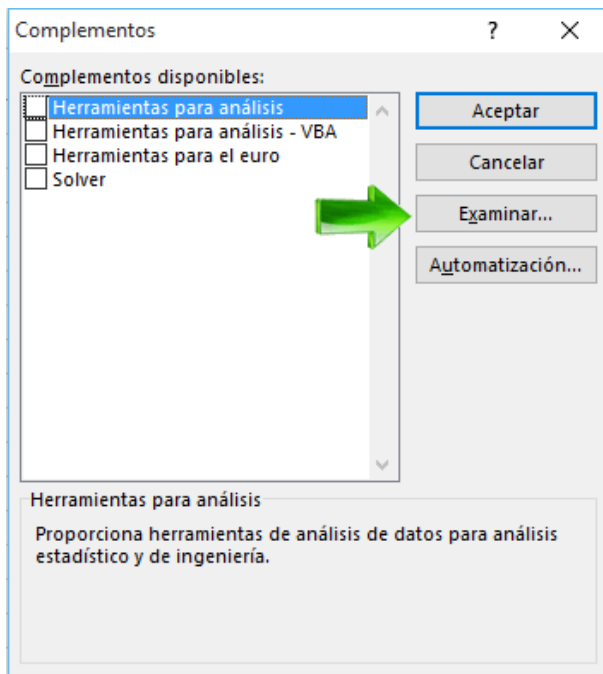 Complementos
?
Complementos disponibles:
Herramientas para análisis
Herramientas para análisis - VBA
Herramientas para el euro
Solver
Aceptar
Cancelar
Examinar...
Automatización...
Herramientas para análisis
Proporciona herramientas de análisis de datos para análisis
estadístico y de ingeniería.